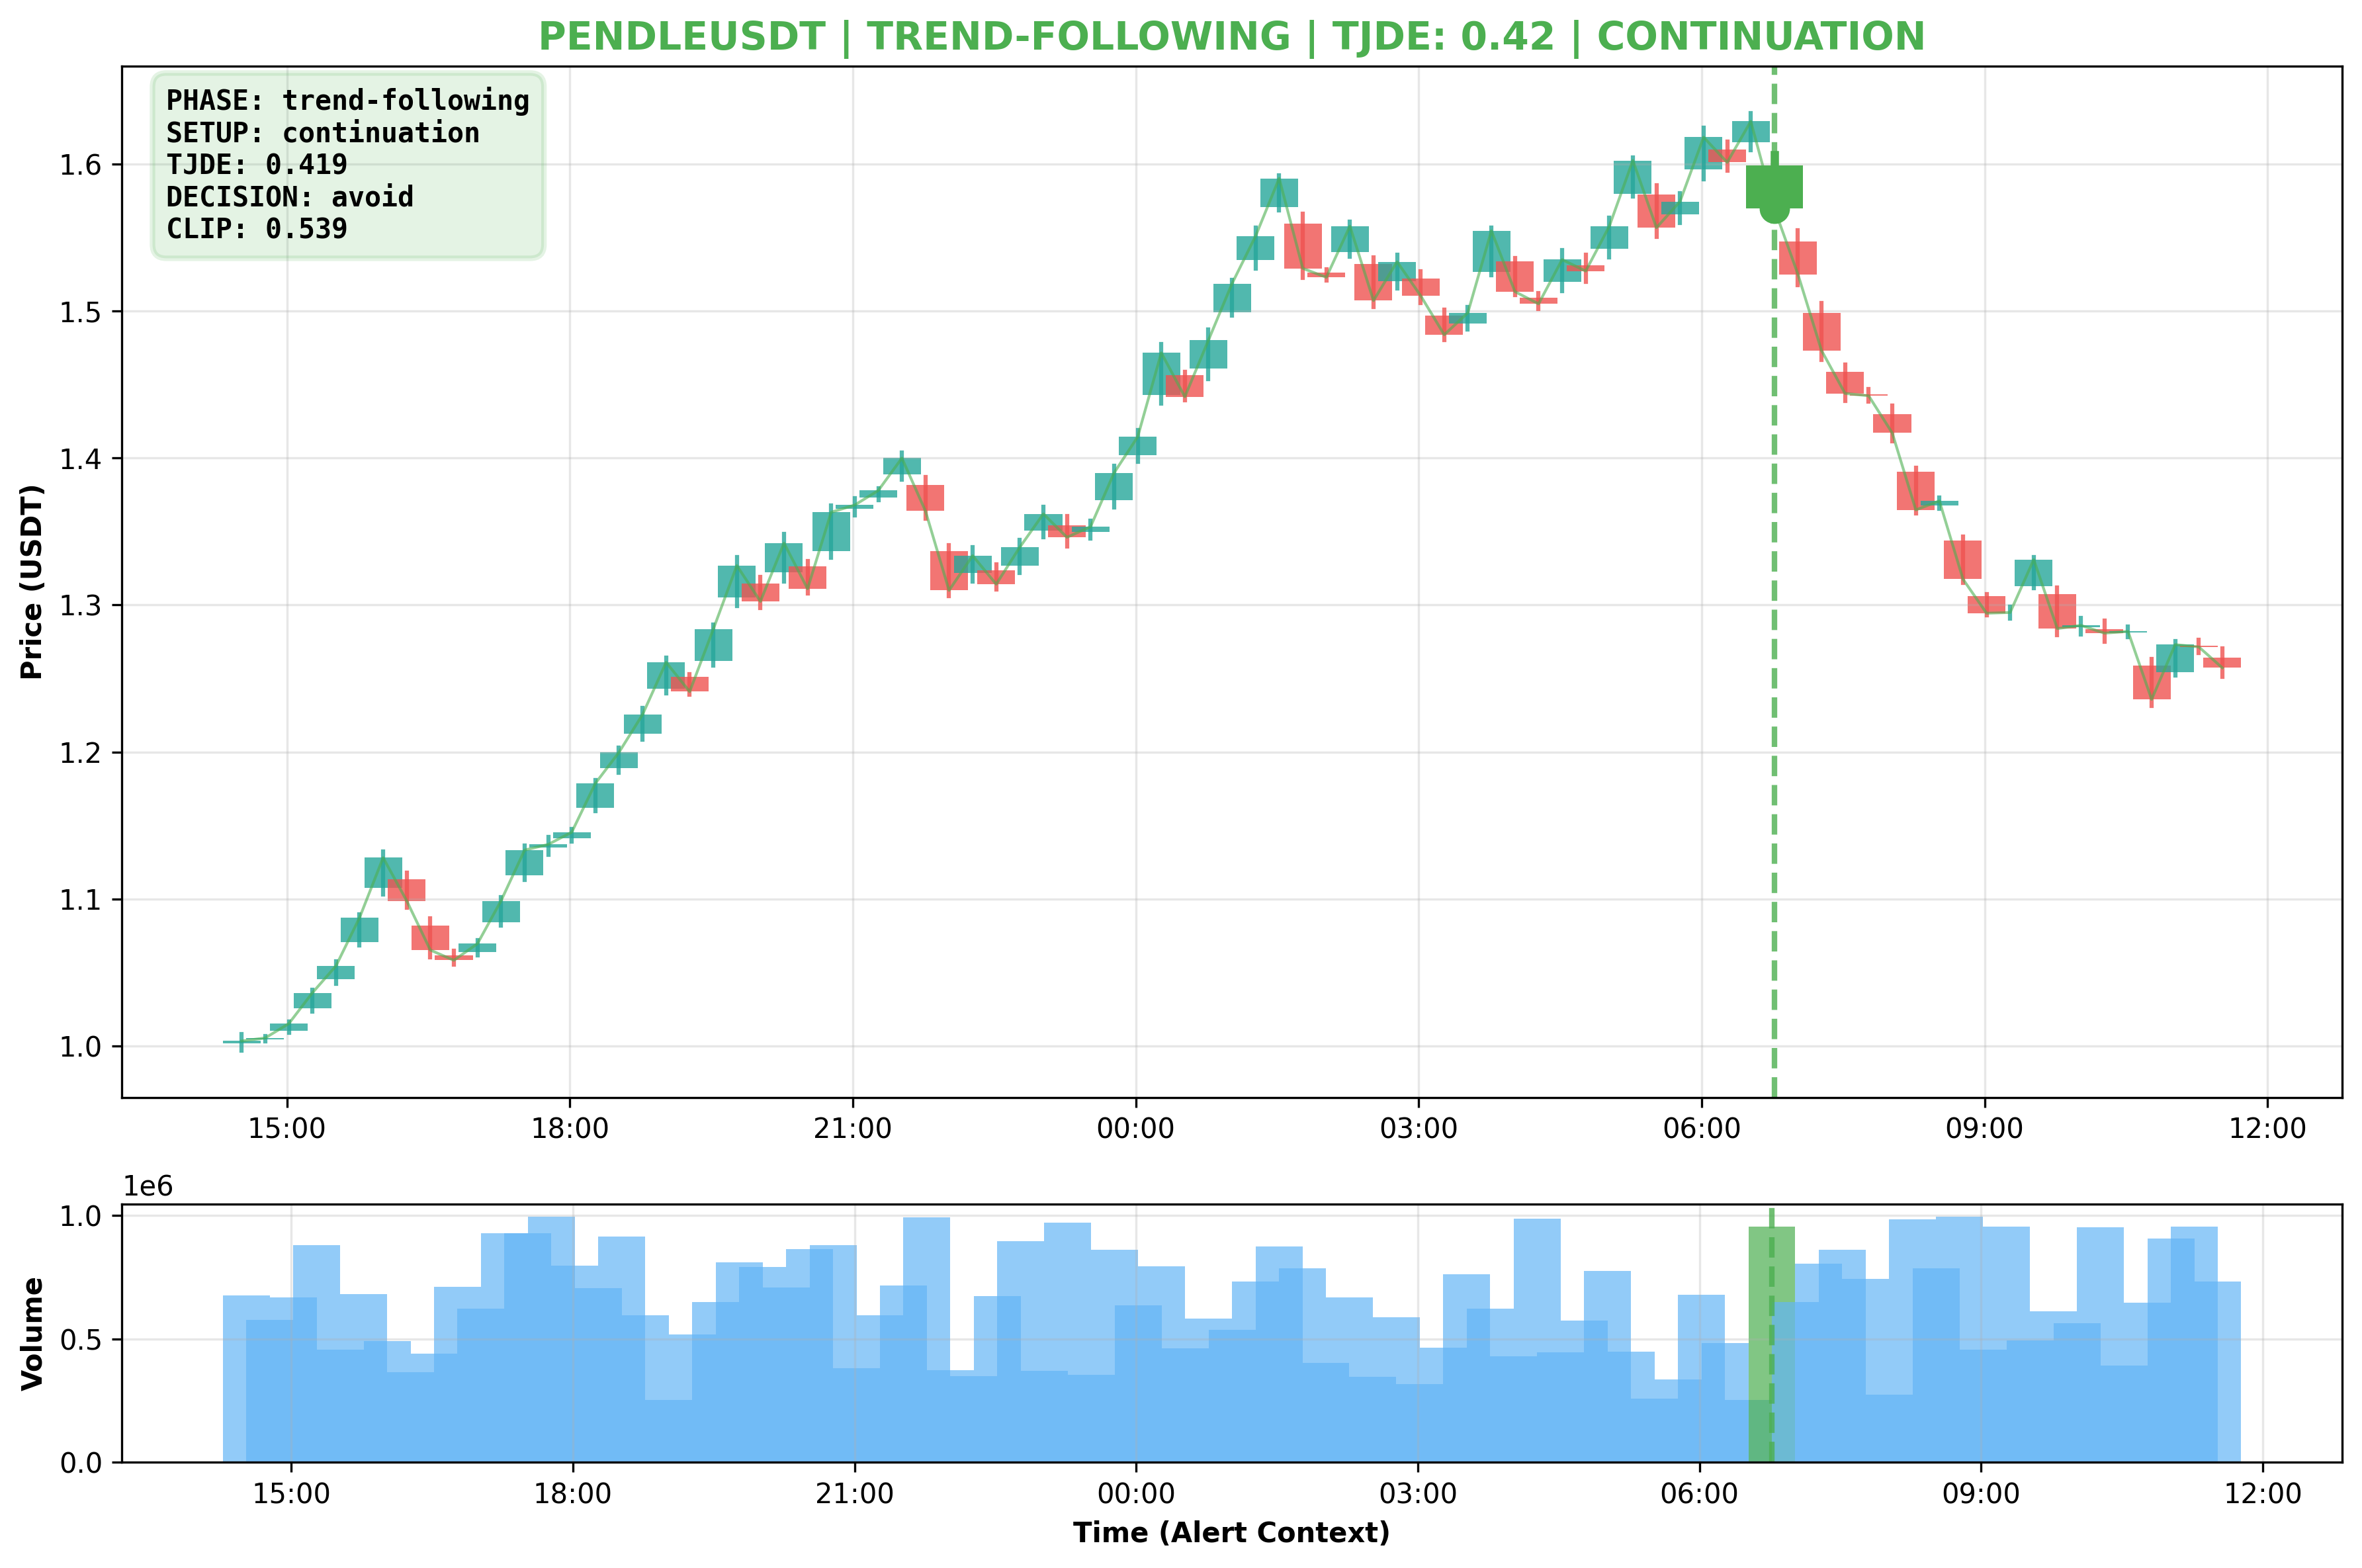 PENDLEUSDT | TREND-FOLLOWING | TJDE: 0.42 | CONTINUATION
PHASE: trend-following
SETUP: continuation
TJDE: 0.419
DECISION: avoid
CLIP: 0.539
Price (USDT)
1.6
1.5
1.4
1.3
1.2
1.1
1.0
15:00 18:00 21:00 00:00 03:00 06:00 09:00 12:00
1e6
Volume
1.0
0.5
0.0
15:00 18:00 21:00 00:00 03:00 06:00 09:00 12:00
Time (Alert Context)